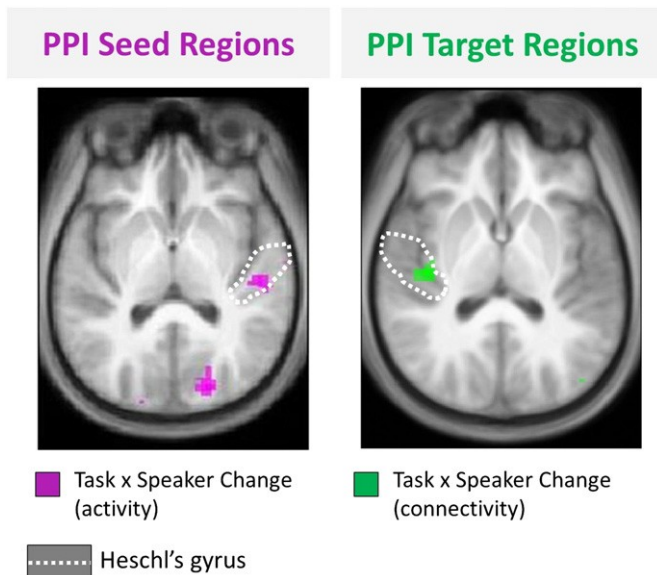 PPI Seed Regions
PPI Target Regions
Task x Speaker Change
(activity)
Task x Speaker Change
(connectivity)
Heschl's gyrus